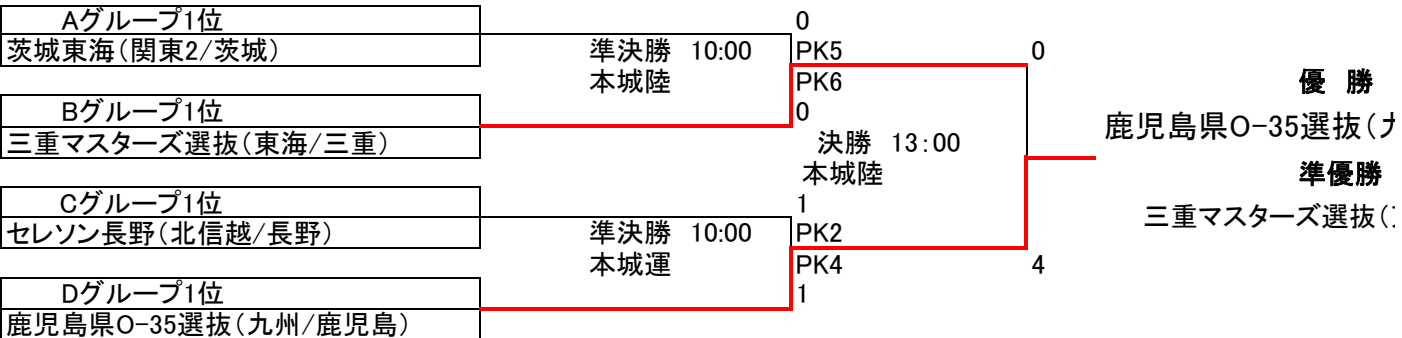 Aグループ1位
茨城東海(関東2/茨城)
Bグループ1位
三重マスターズ選抜(東海/三重)
Cグループ1位
セレソン長野(北信越/長野)
Dグループ1位
鹿児島県O-35選抜(九州/鹿児島)
準決勝 10:00
本城陸
0
PK5
PK6
0
準決勝 10:00
本城運
1
PK2
PK4
1
決勝 13:00
本城陸
0
4
優 勝
鹿児島県O-35選抜(
準優勝
三重マスターズ選抜(